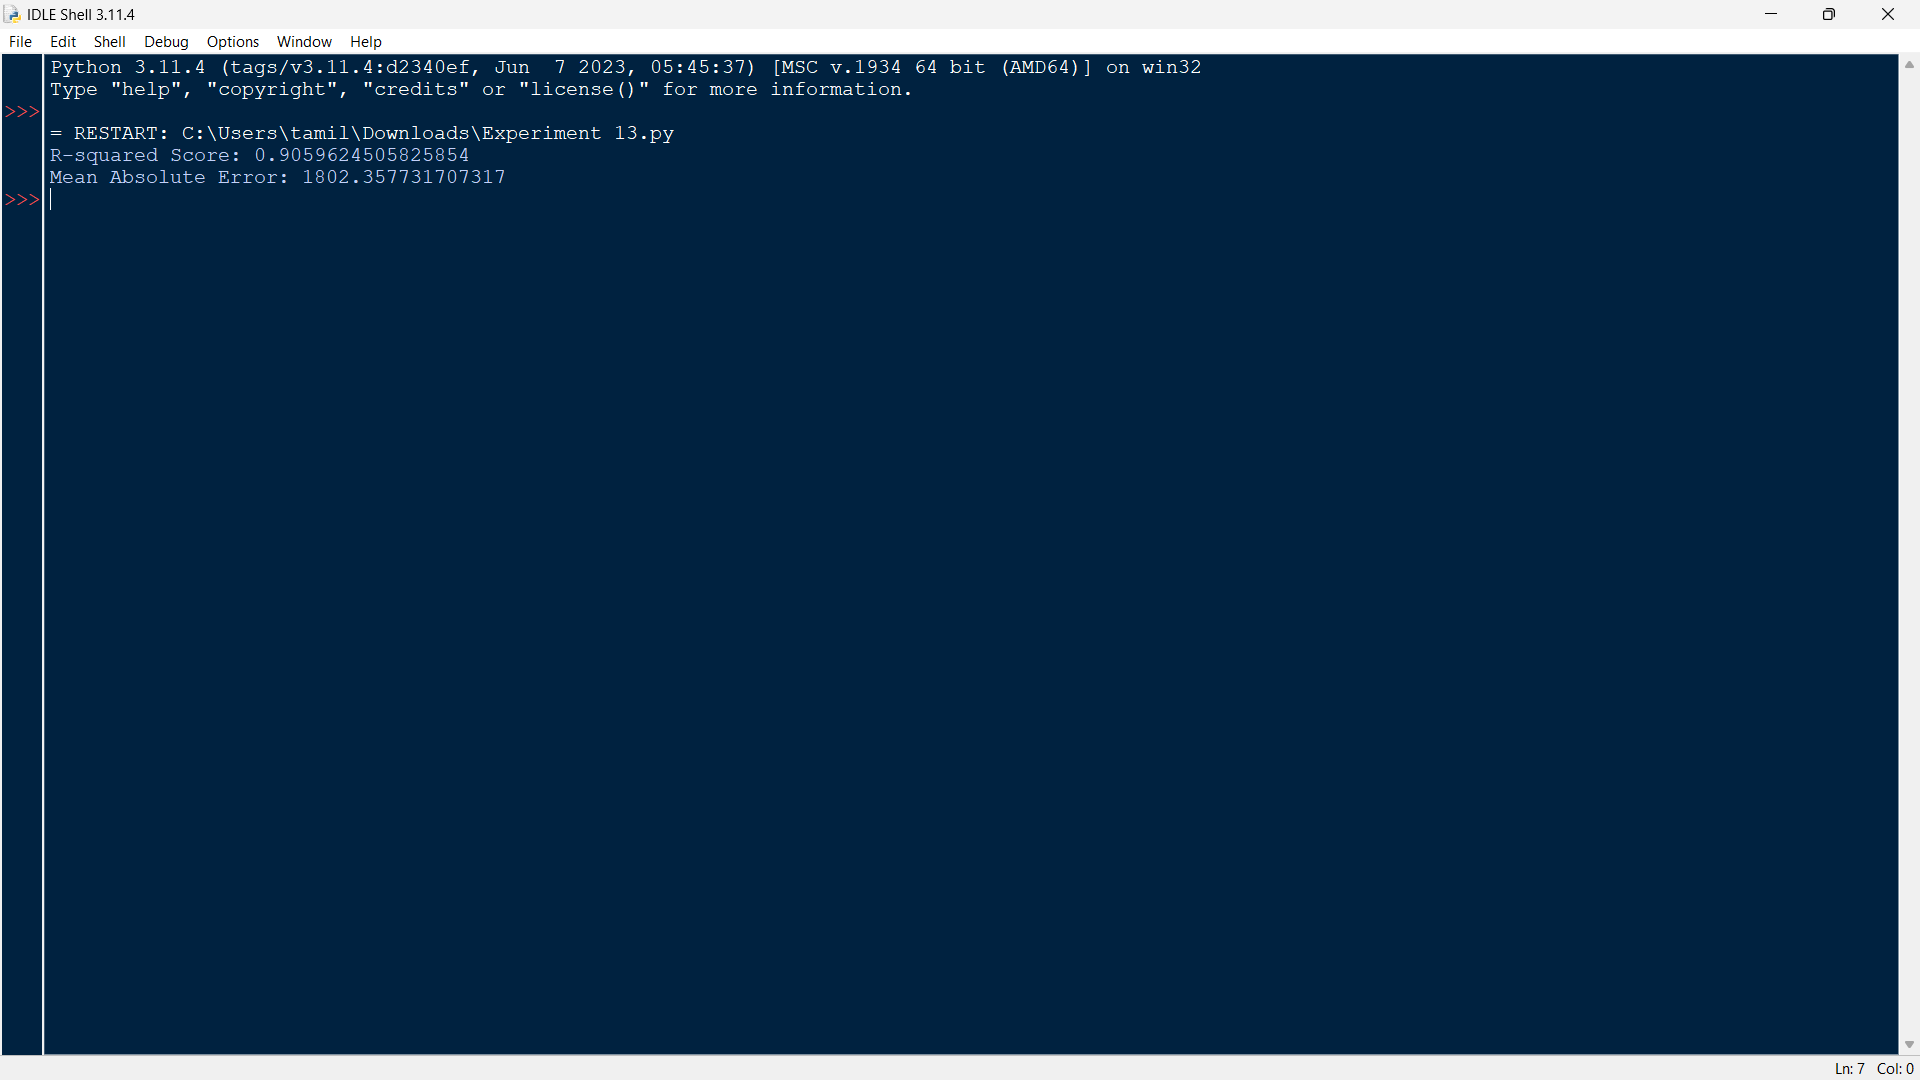 IDLE Shell 3.11.4
File Edit Shell Debug Options Window Help
Python 3.11.4 (tags/v3.11.4:d2340ef, Jun  7 2023, 05:45:37) [MSC v.1934 64 bit (AMD64)] on win32
Type "help", "copyright", "credits" or "license()" for more information.
>>>
= RESTART: C:\Users\tamil\Downloads\Experiment 13.py
R-squared Score: 0.9059624505825854
Mean Absolute Error: 1802.357731707317
>>>
Ln: 7 Col: 0